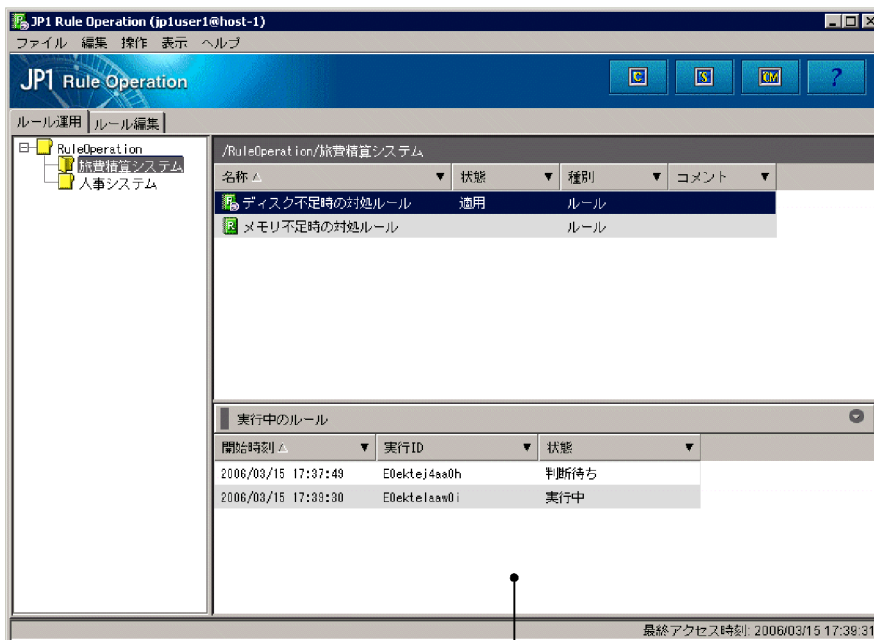 JP1 Rule Operation (jp1user1@host-1)
ファイル 編集 操作 表示 ヘルプ
JP1 Rule Operation
C S CM ?
ルール運用 ルール編集
RuleOperation
旅費積算システム
人事システム
/RuleOperation/旅費積算システム
名称 状態 種別 コメント
ディスク不足時の対処ルール 適用 ルール
メモリ不足時の対処ルール ルール
実行中のルール
開始時刻 実行ID 状態
2006/03/15 17:37:49 E0ektej4aa0h 判断待ち
2006/03/15 17:39:30 E0ektelaaw0i 実行中
最終アクセス時刻: 2006/03/15 17:39:31